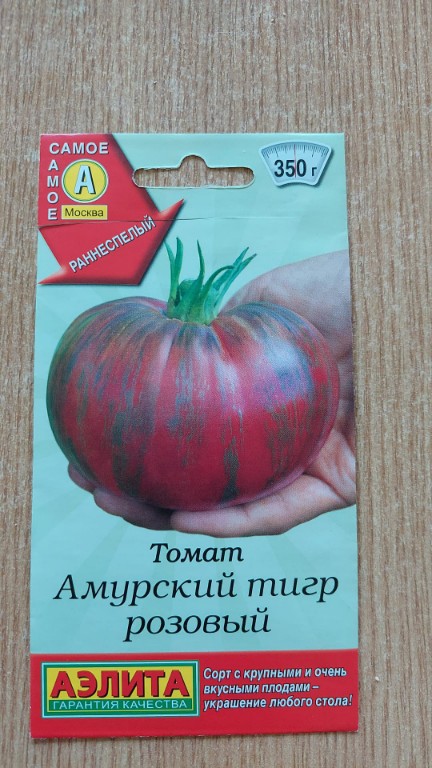 САМОЕ
САМОЕ
А
Москва
РАННЕСПЕЛЫЙ
350 г
Томат
Амурский тигр
розовый
АЭЛИТА
ГАРАНТИЯ КАЧЕСТВА
Сорт с крупными и очень
вкусными плодами –
украшение любого стола!